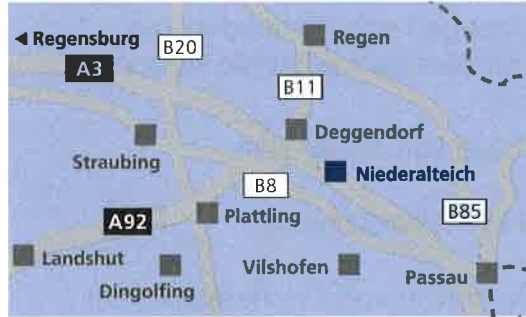 ◄ Regensburg
B20
Regen
A3
B11
Deggendorf
Straubing
Niederalteich
B8
A92
Plattling
B85
Landshut
Dingolfing
Vilshofen
Passau